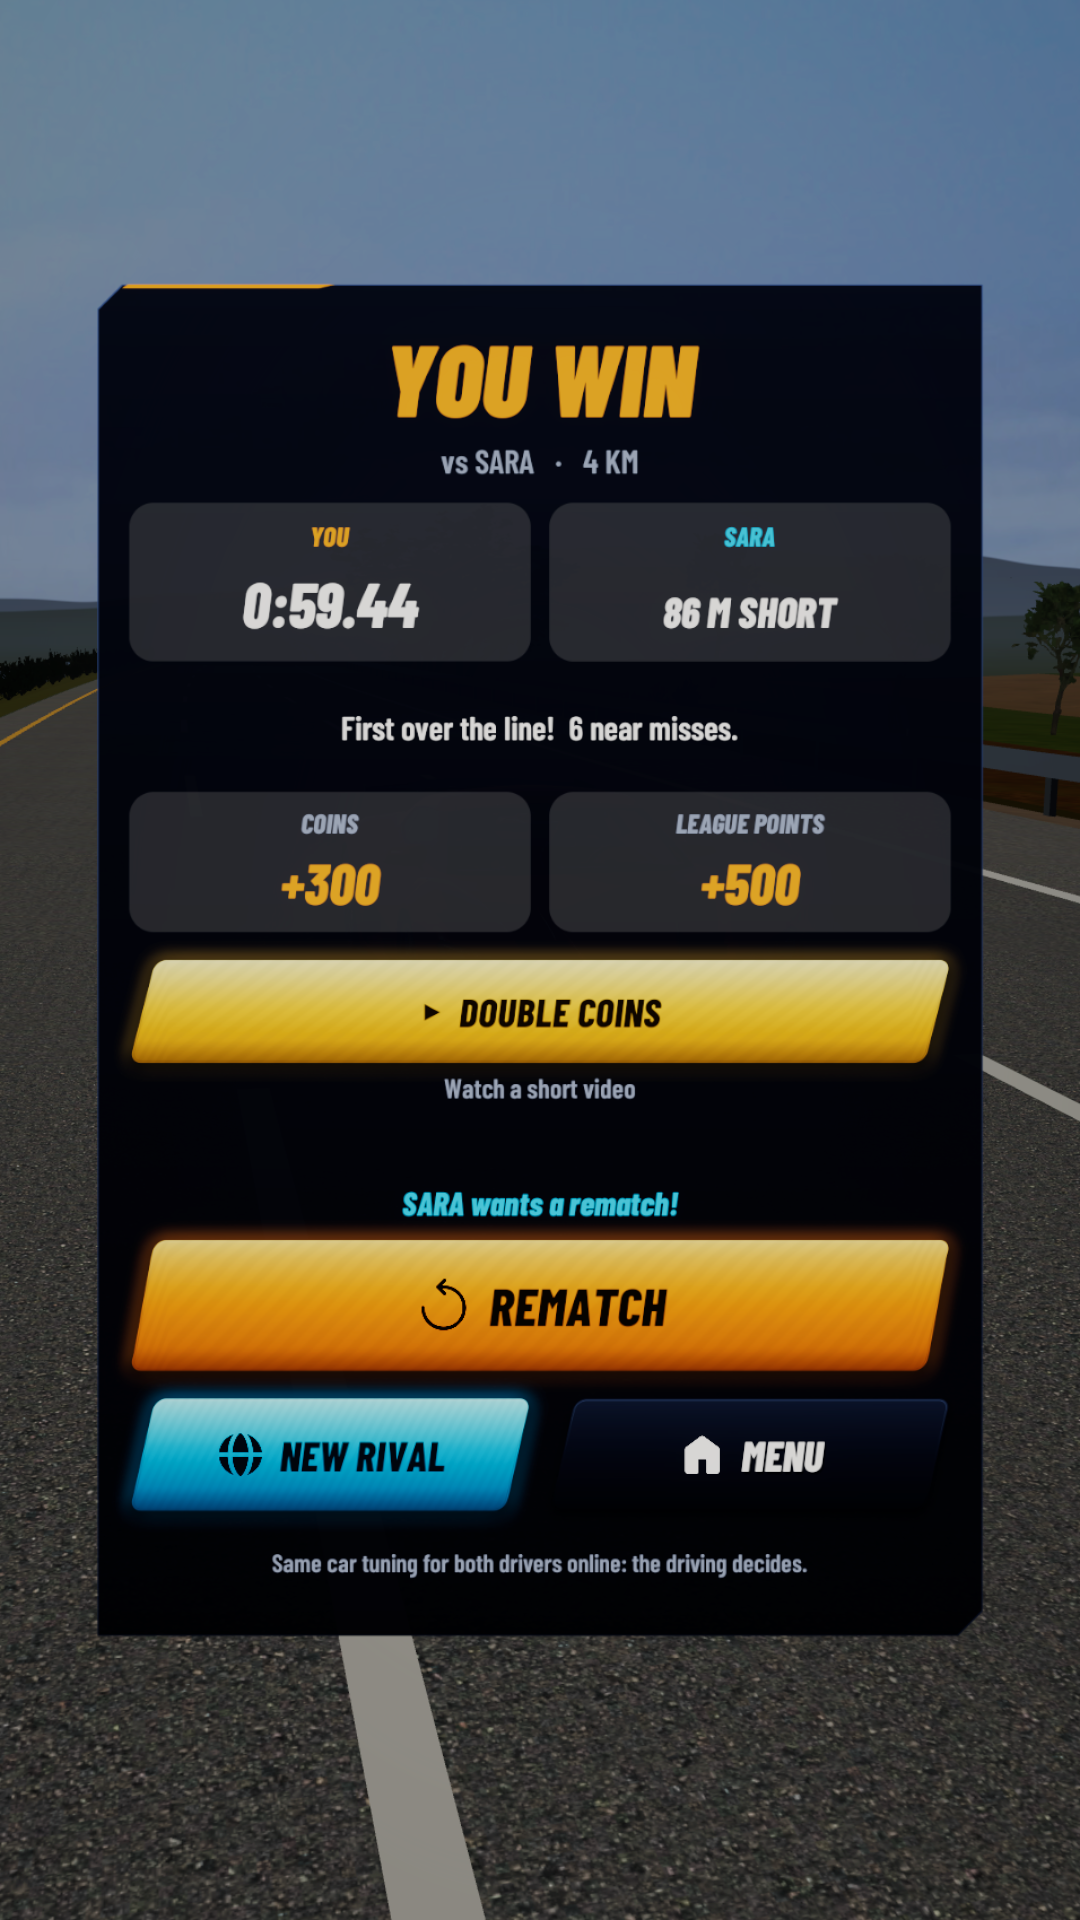 YOU WIN
vs SARA · 4 KM
YOU
0:59.44
SARA
86 M SHORT
First over the line! 6 near misses.
COINS
+300
LEAGUE POINTS
+500
DOUBLE COINS
Watch a short video
SARA wants a rematch!
REMATCH
NEW RIVAL
MENU
Same car tuning for both drivers online: the driving decides.